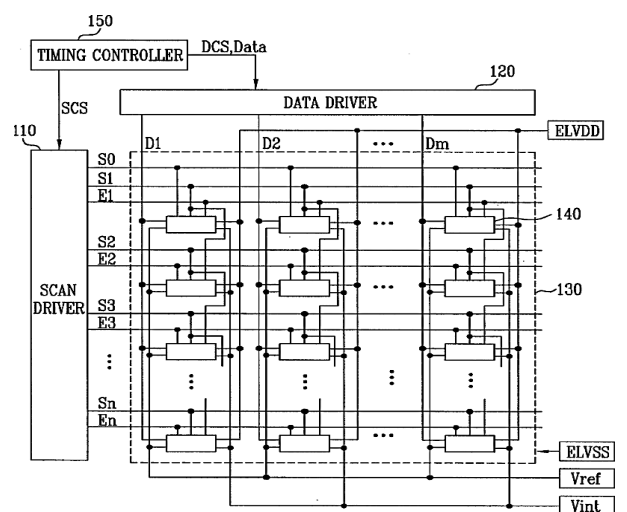 150
TIMING CONTROLLER
DCS,Data
120
SCS
DATA DRIVER
110
D1 D2 ... Dm
ELVDD
S0
S1
E1
140
S2
E2
SCAN DRIVER
130
S3
E3
Sn
En
ELVSS
Vref
Vint